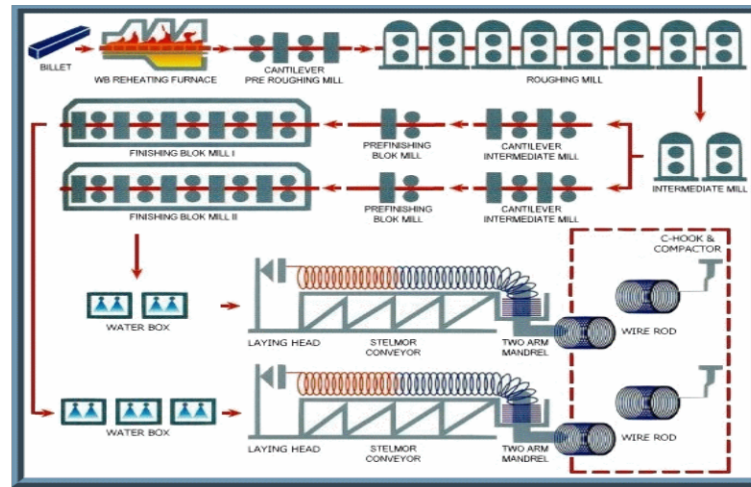 BILLET
WB REHEATING FURNACE
CANTILEVER
PRE ROUGHING MILL
ROUGHING MILL
FINISHING BLOK MILL I
PREFINISHING
BLOK MILL
CANTILEVER
INTERMEDIATE MILL
INTERMEDIATE MILL
FINISHING BLOK MILL II
PREFINISHING
BLOK MILL
CANTILEVER
INTERMEDIATE MILL
C-HOOK &
COMPACTOR
WATER BOX
LAYING HEAD
STELMOR
CONVEYOR
TWO ARM
MANDREL
WIRE ROD
WATER BOX
LAYING HEAD
STELMOR
CONVEYOR
TWO ARM
MANDREL
WIRE ROD